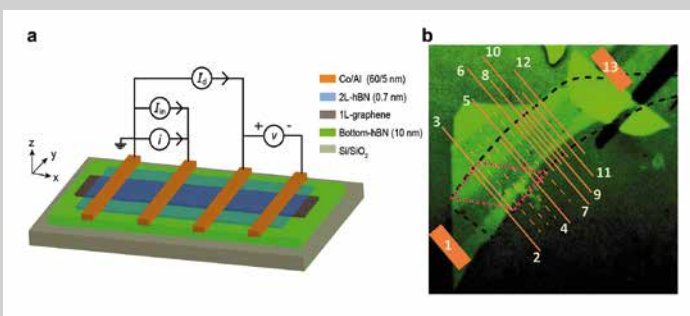 a
I_d
I_in
i
+ v -
z
y
x
Co/Al (60/5 nm)
2L-hBN (0.7 nm)
1L-graphene
Bottom-hBN (10 nm)
Si/SiO₂
b
10
6
12
8
13
5
3
11
9
7
4
1
2